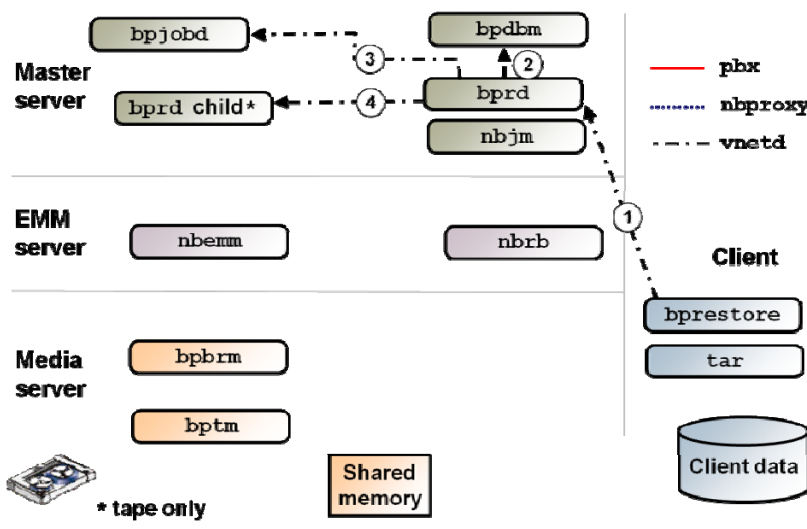 bpjobd
bpdbm
Master
server
3
2
bprd
bprd child*
4
nbjm
pbx
nbproxy
vnetd
1
EMM
server
nbemm
nbrb
Client
bprestore
tar
Media
server
bpbrm
bptm
Shared
memory
Client data
* tape only